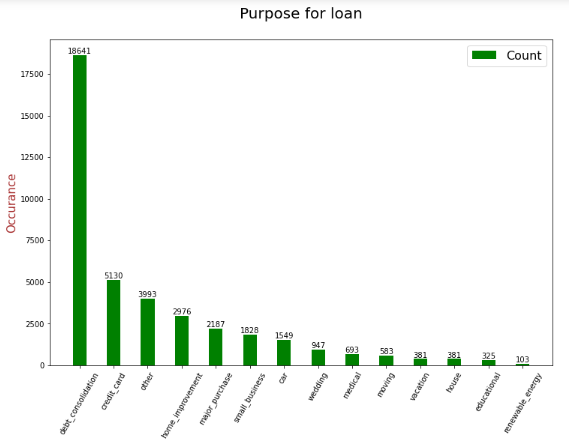 Purpose for loan
Count
Occurance
17500
15000
12500
10000
7500
5000
2500
0
18641
5130
3993
2976
2187
1828
1549
947
693
583
381
381
325
103
debt_consolidation
credit_card
other
home_improvement
major_purchase
small_business
car
wedding
medical
moving
vacation
house
educational
renewable_energy